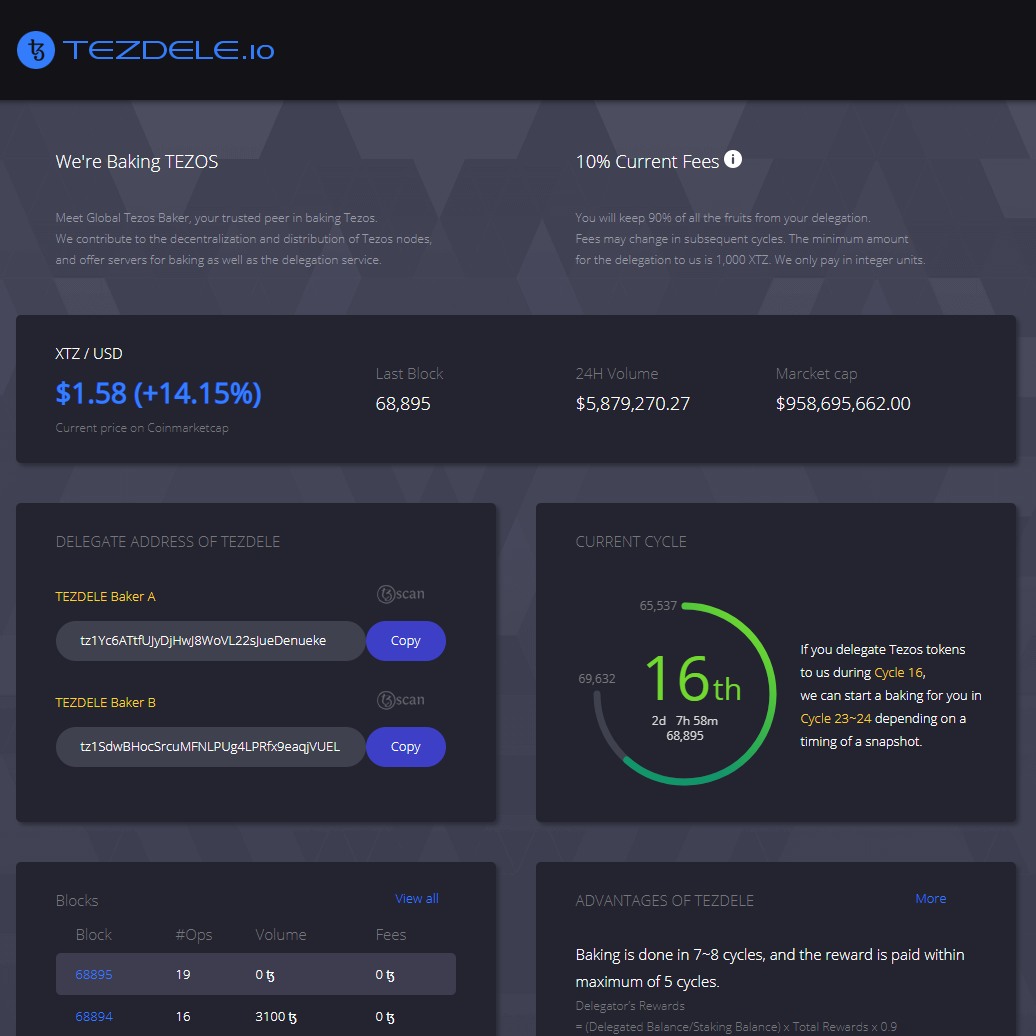 TEZDELE.io
We're Baking TEZOS
Meet Global Tezos Baker, your trusted peer in baking Tezos.
We contribute to the decentralization and distribution of Tezos nodes,
and offer servers for baking as well as the delegation service.
10% Current Fees
You will keep 90% of all the fruits from your delegation.
Fees may change in subsequent cycles. The minimum amount
for the delegation to us is 1,000 XTZ. We only pay in integer units.
XTZ / USD
$1.58 (+14.15%)
Current price on Coinmarketcap
Last Block
68,895
24H Volume
$5,879,270.27
Marcket cap
$958,695,662.00
DELEGATE ADDRESS OF TEZDELE
TEZDELE Baker A
scan
tz1Yc6ATtfUJyDjHwJ8WoVL22sJueDenueke
Copy
TEZDELE Baker B
scan
tz1SdwBHocSrcuMFNLPUg4LPRfx9eaqjVUEL
Copy
CURRENT CYCLE
65,537
69,632
16th
2d 7h 58m
68,895
If you delegate Tezos tokens
to us during Cycle 16,
we can start a baking for you in
Cycle 23~24 depending on a
timing of a snapshot.
Blocks
View all
Block #Ops Volume Fees
68895 19 0 ꜩ 0 ꜩ
68894 16 3100 ꜩ 0 ꜩ
ADVANTAGES OF TEZDELE
More
Baking is done in 7~8 cycles, and the reward is paid within
maximum of 5 cycles.
Delegator's Rewards
= (Delegated Balance/Staking Balance) x Total Rewards x 0.9